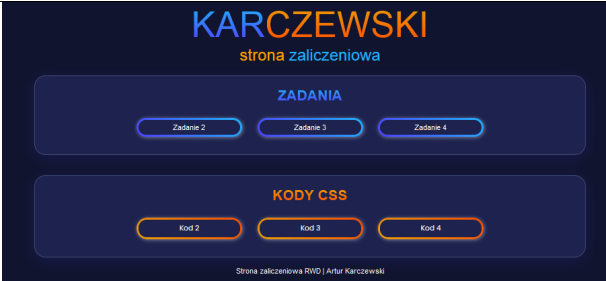 KARCZEWSKI
strona zaliczeniowa
ZADANIA
Zadanie 2 Zadanie 3 Zadanie 4
KODY CSS
Kod 2 Kod 3 Kod 4
Strona zaliczeniowa RWD | Artur Karczewski